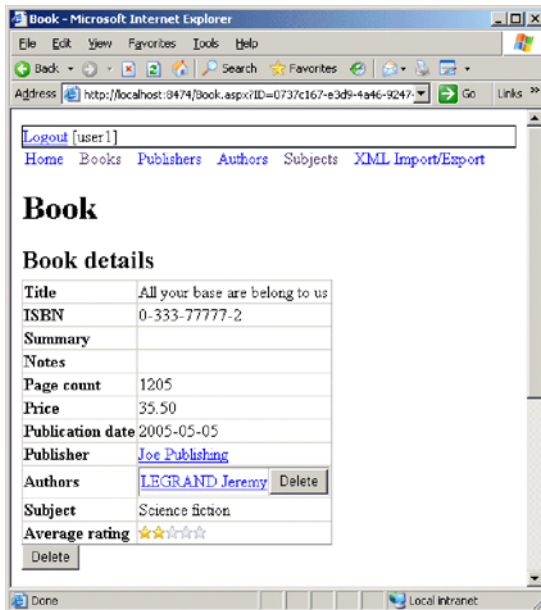 Book - Microsoft Internet Explorer
File Edit View Favorites Tools Help
Back Search Favorites
Address http://localhost:8474/Book.aspx?ID=0737c167-e3d9-4a46-9247- Go Links »
Logout [user1]
Home Books Publishers Authors Subjects XML Import/Export
Book
Book details
Title All your base are belong to us
ISBN 0-333-77777-2
Summary
Notes
Page count 1205
Price 35.50
Publication date 2005-05-05
Publisher Joe Publishing
Authors LEGRAND Jeremy Delete
Subject Science fiction
Average rating
Delete
Done Local intranet